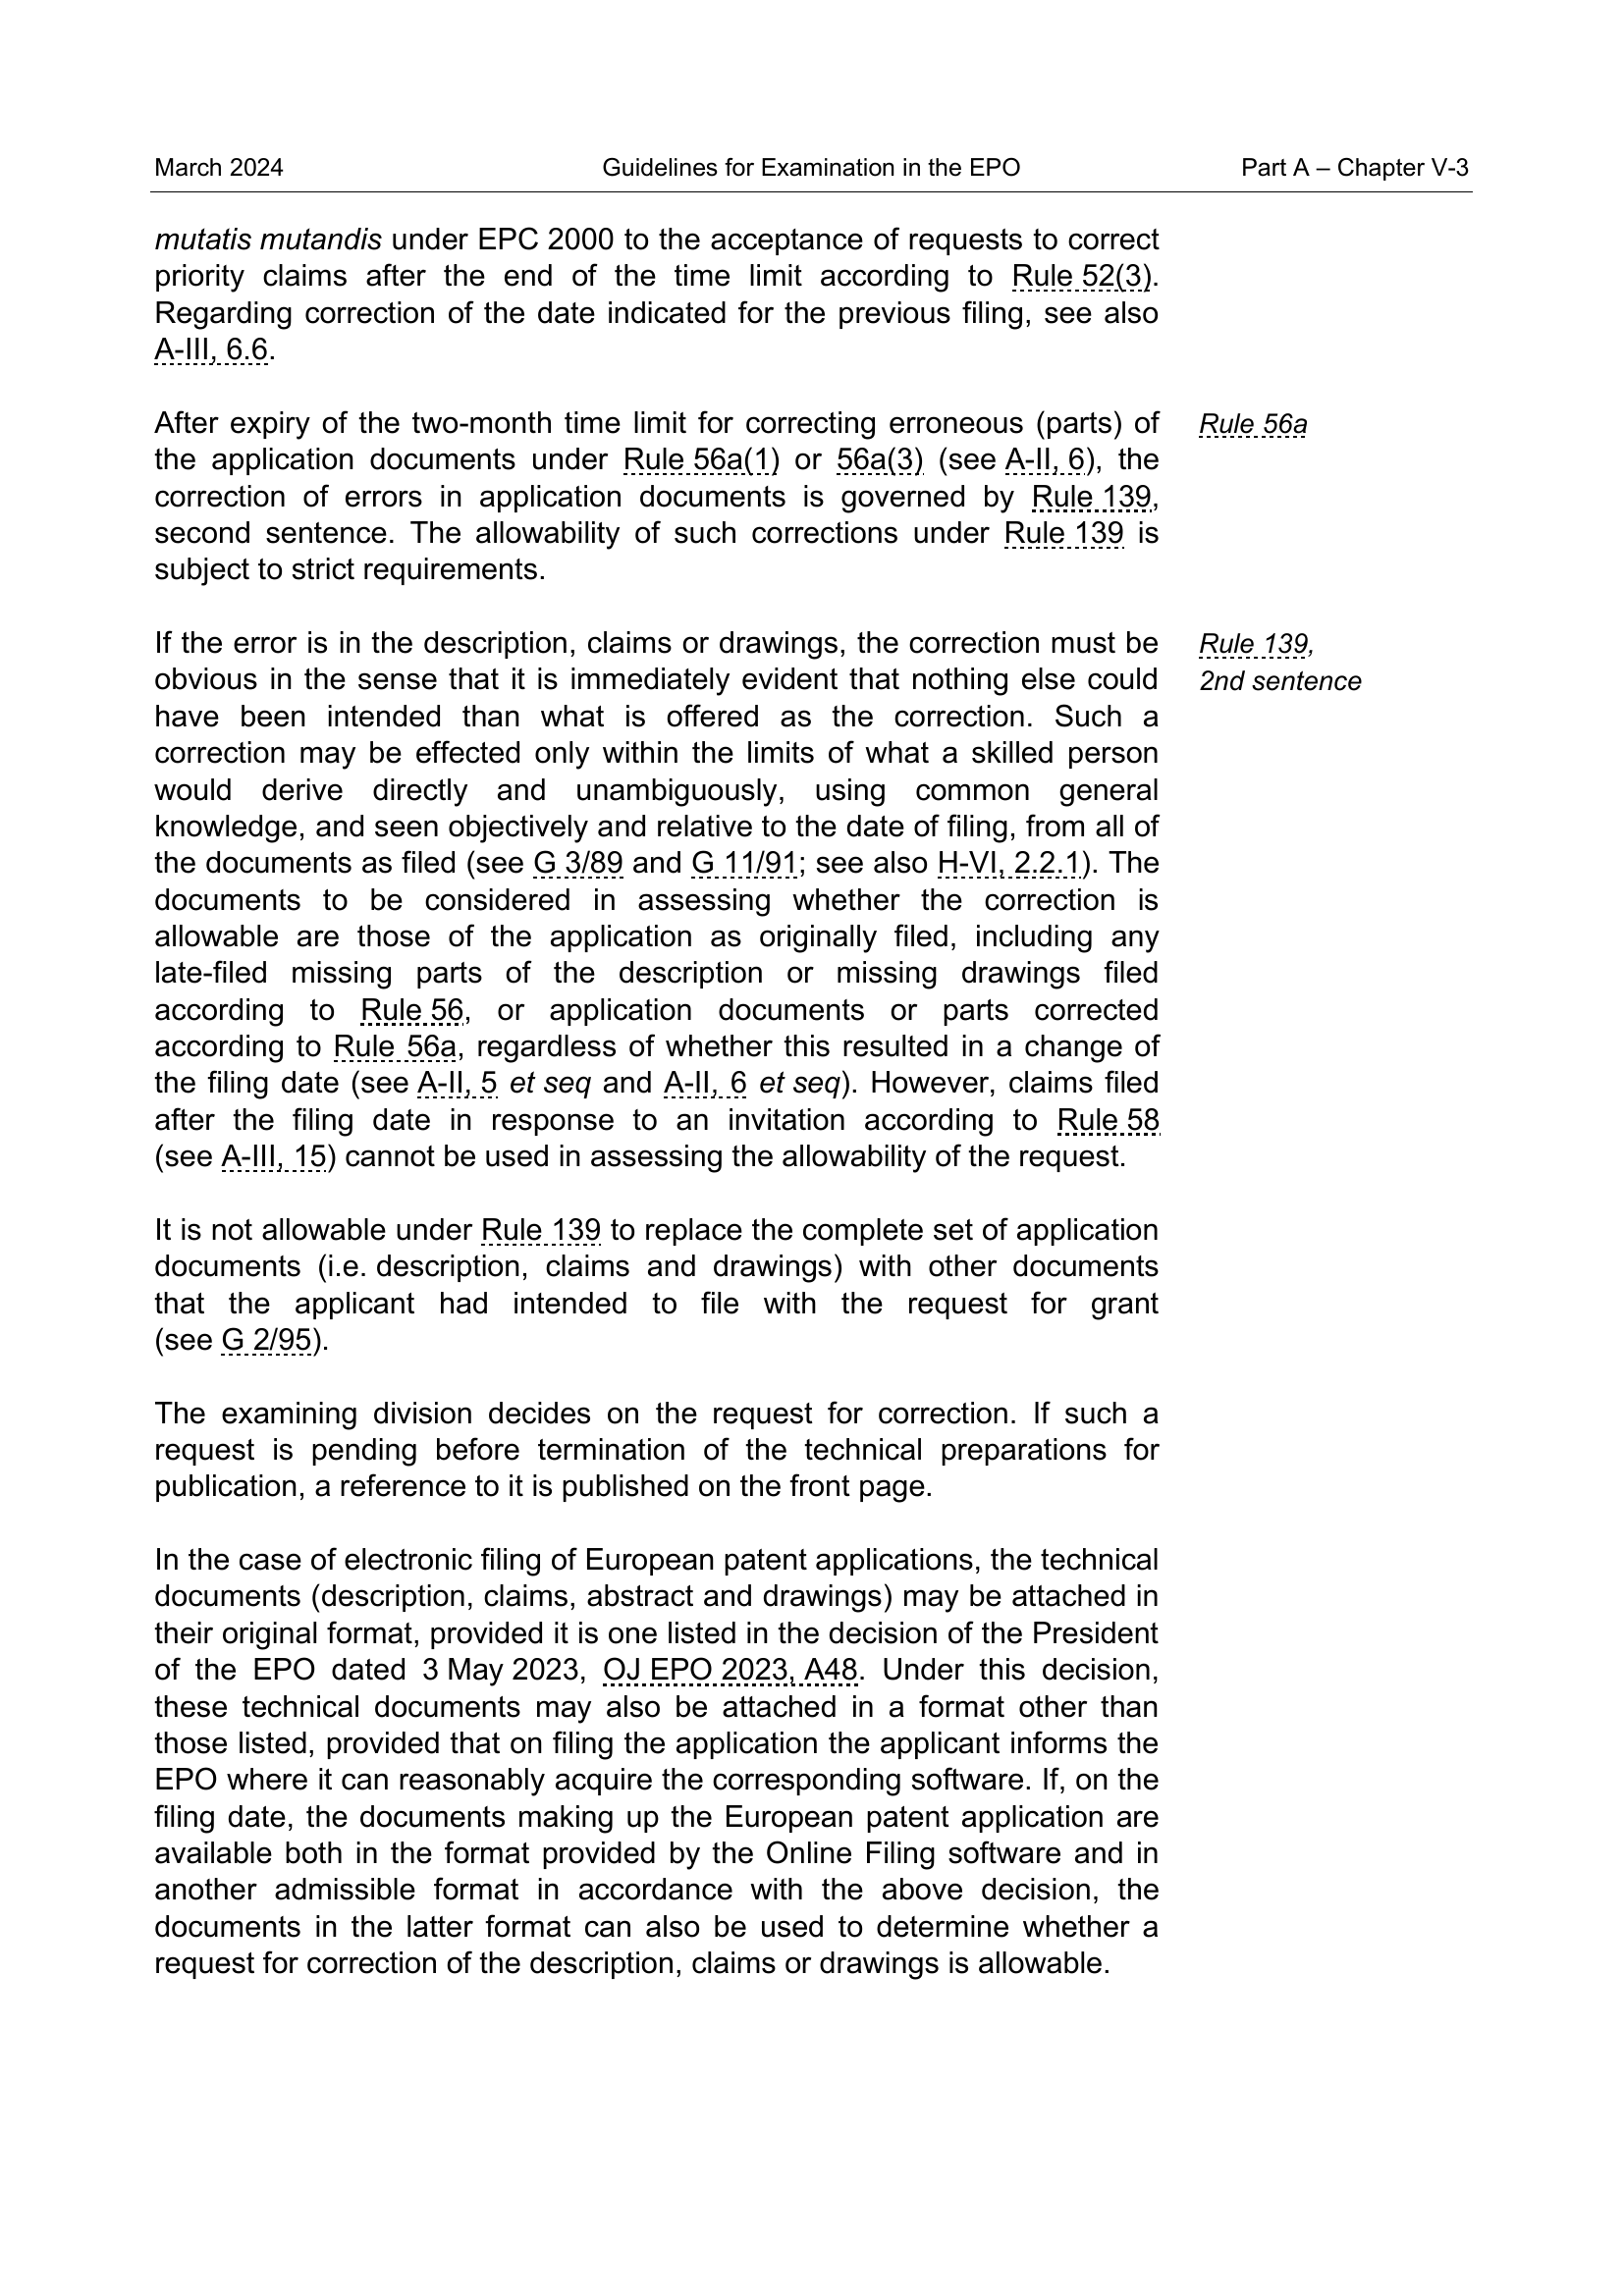 March 2024 Guidelines for Examination in the EPO Part A – Chapter V-3
mutatis mutandis under EPC 2000 to the acceptance of requests to correct
priority claims after the end of the time limit according to Rule 52(3).
Regarding correction of the date indicated for the previous filing, see also
A-III, 6.6.
After expiry of the two-month time limit for correcting erroneous (parts) of
the application documents under Rule 56a(1) or 56a(3) (see A-II, 6), the
correction of errors in application documents is governed by Rule 139,
second sentence. The allowability of such corrections under Rule 139 is
subject to strict requirements.
Rule 56a
If the error is in the description, claims or drawings, the correction must be
obvious in the sense that it is immediately evident that nothing else could
have been intended than what is offered as the correction. Such a
correction may be effected only within the limits of what a skilled person
would derive directly and unambiguously, using common general
knowledge, and seen objectively and relative to the date of filing, from all of
the documents as filed (see G 3/89 and G 11/91; see also H-VI, 2.2.1). The
documents to be considered in assessing whether the correction is
allowable are those of the application as originally filed, including any
late-filed missing parts of the description or missing drawings filed
according to Rule 56, or application documents or parts corrected
according to Rule 56a, regardless of whether this resulted in a change of
the filing date (see A-II, 5 et seq and A-II, 6 et seq). However, claims filed
after the filing date in response to an invitation according to Rule 58
(see A-III, 15) cannot be used in assessing the allowability of the request.
Rule 139,
2nd sentence
It is not allowable under Rule 139 to replace the complete set of application
documents (i.e. description, claims and drawings) with other documents
that the applicant had intended to file with the request for grant
(see G 2/95).
The examining division decides on the request for correction. If such a
request is pending before termination of the technical preparations for
publication, a reference to it is published on the front page.
In the case of electronic filing of European patent applications, the technical
documents (description, claims, abstract and drawings) may be attached in
their original format, provided it is one listed in the decision of the President
of the EPO dated 3 May 2023, OJ EPO 2023, A48. Under this decision,
these technical documents may also be attached in a format other than
those listed, provided that on filing the application the applicant informs the
EPO where it can reasonably acquire the corresponding software. If, on the
filing date, the documents making up the European patent application are
available both in the format provided by the Online Filing software and in
another admissible format in accordance with the above decision, the
documents in the latter format can also be used to determine whether a
request for correction of the description, claims or drawings is allowable.